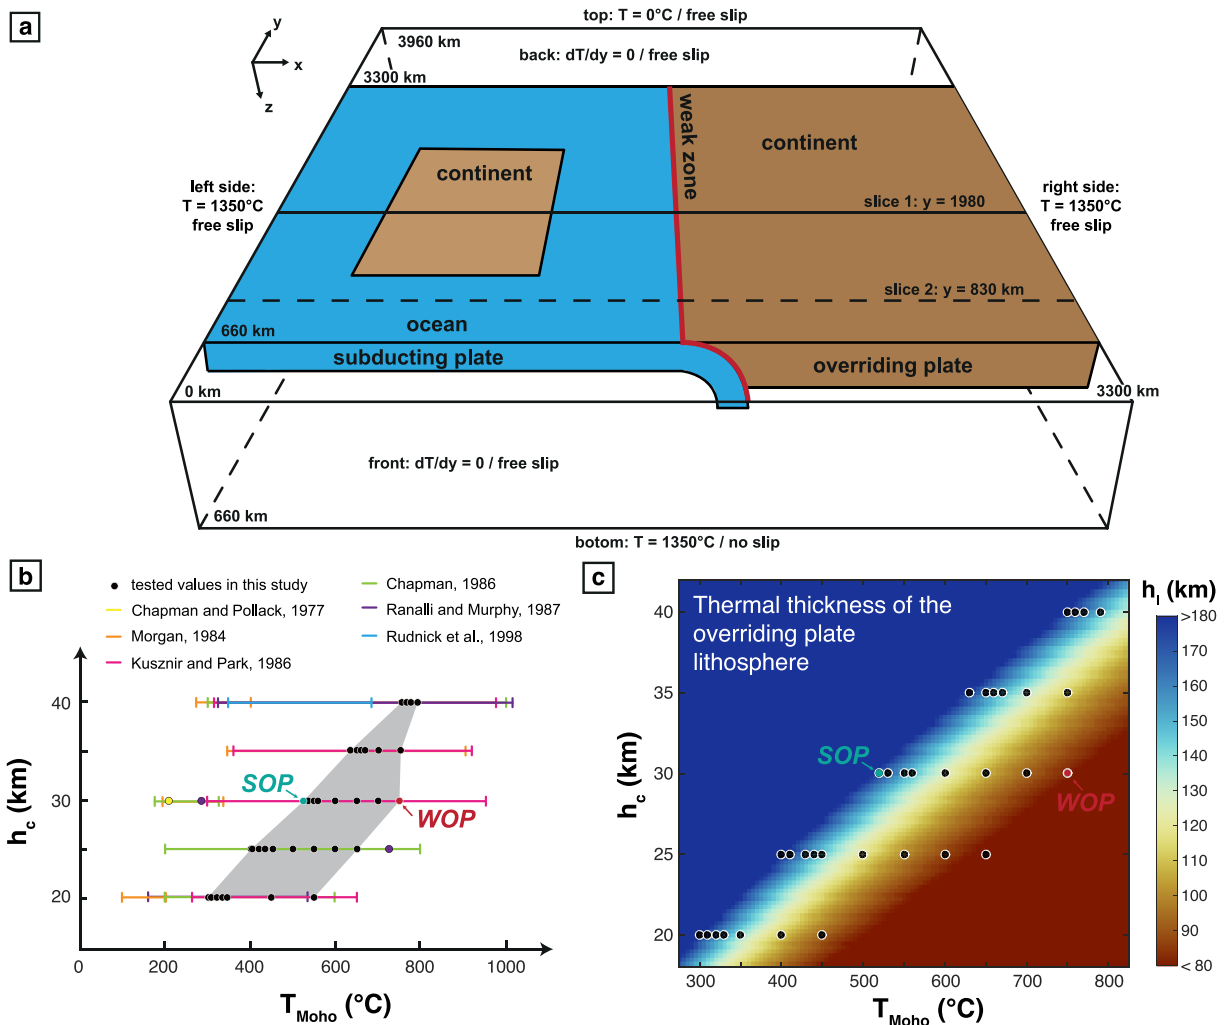 a
y
x
z
top: T = 0°C / free slip
3960 km
back: dT/dy = 0 / free slip
3300 km
weak zone
continent
continent
left side:
T = 1350°C
free slip
right side:
T = 1350°C
free slip
slice 1: y = 1980
slice 2: y = 830 km
ocean
660 km
subducting plate
overriding plate
0 km
3300 km
front: dT/dy = 0 / free slip
660 km
botom: T = 1350°C / no slip
b
tested values in this study
Chapman and Pollack, 1977
Morgan, 1984
Kusznir and Park, 1986
Chapman, 1986
Ranalli and Murphy, 1987
Rudnick et al., 1998
h_c (km)
40
35
30
25
20
SOP
WOP
0
200
400
600
800
1000
T_Moho (°C)
c
Thermal thickness of the
overriding plate
lithosphere
h_c (km)
40
35
30
25
20
SOP
WOP
300
400
500
600
700
800
T_Moho (°C)
h_l (km)
>180
170
160
150
140
130
120
110
100
90
< 80